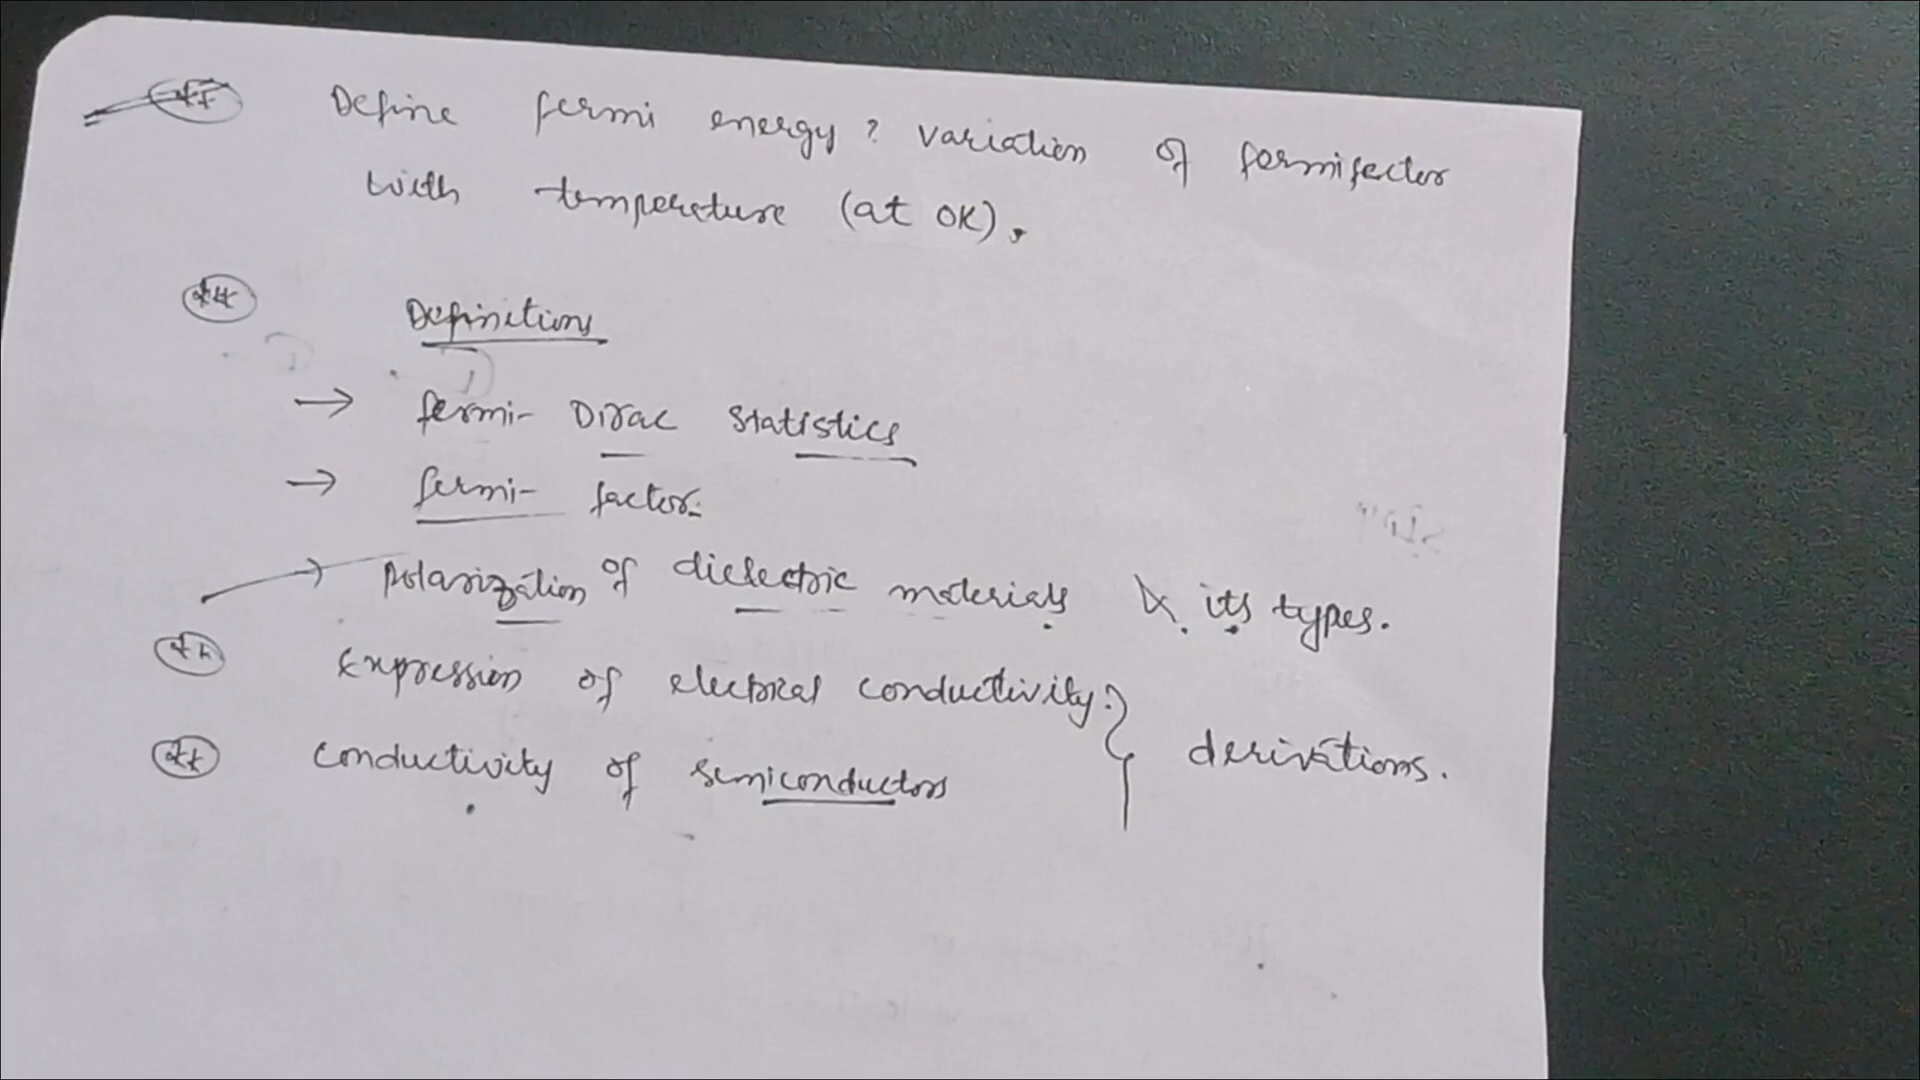 ** Define fermi energy? variation of fermifactor
with temperature (at 0K).
** Definitions
→ fermi- Dirac statistics
→ fermi- factor:
→ polarization of dielectric materials & its types.
** Expression of electrical conductivity.
** conductivity of semiconductors } derivations.